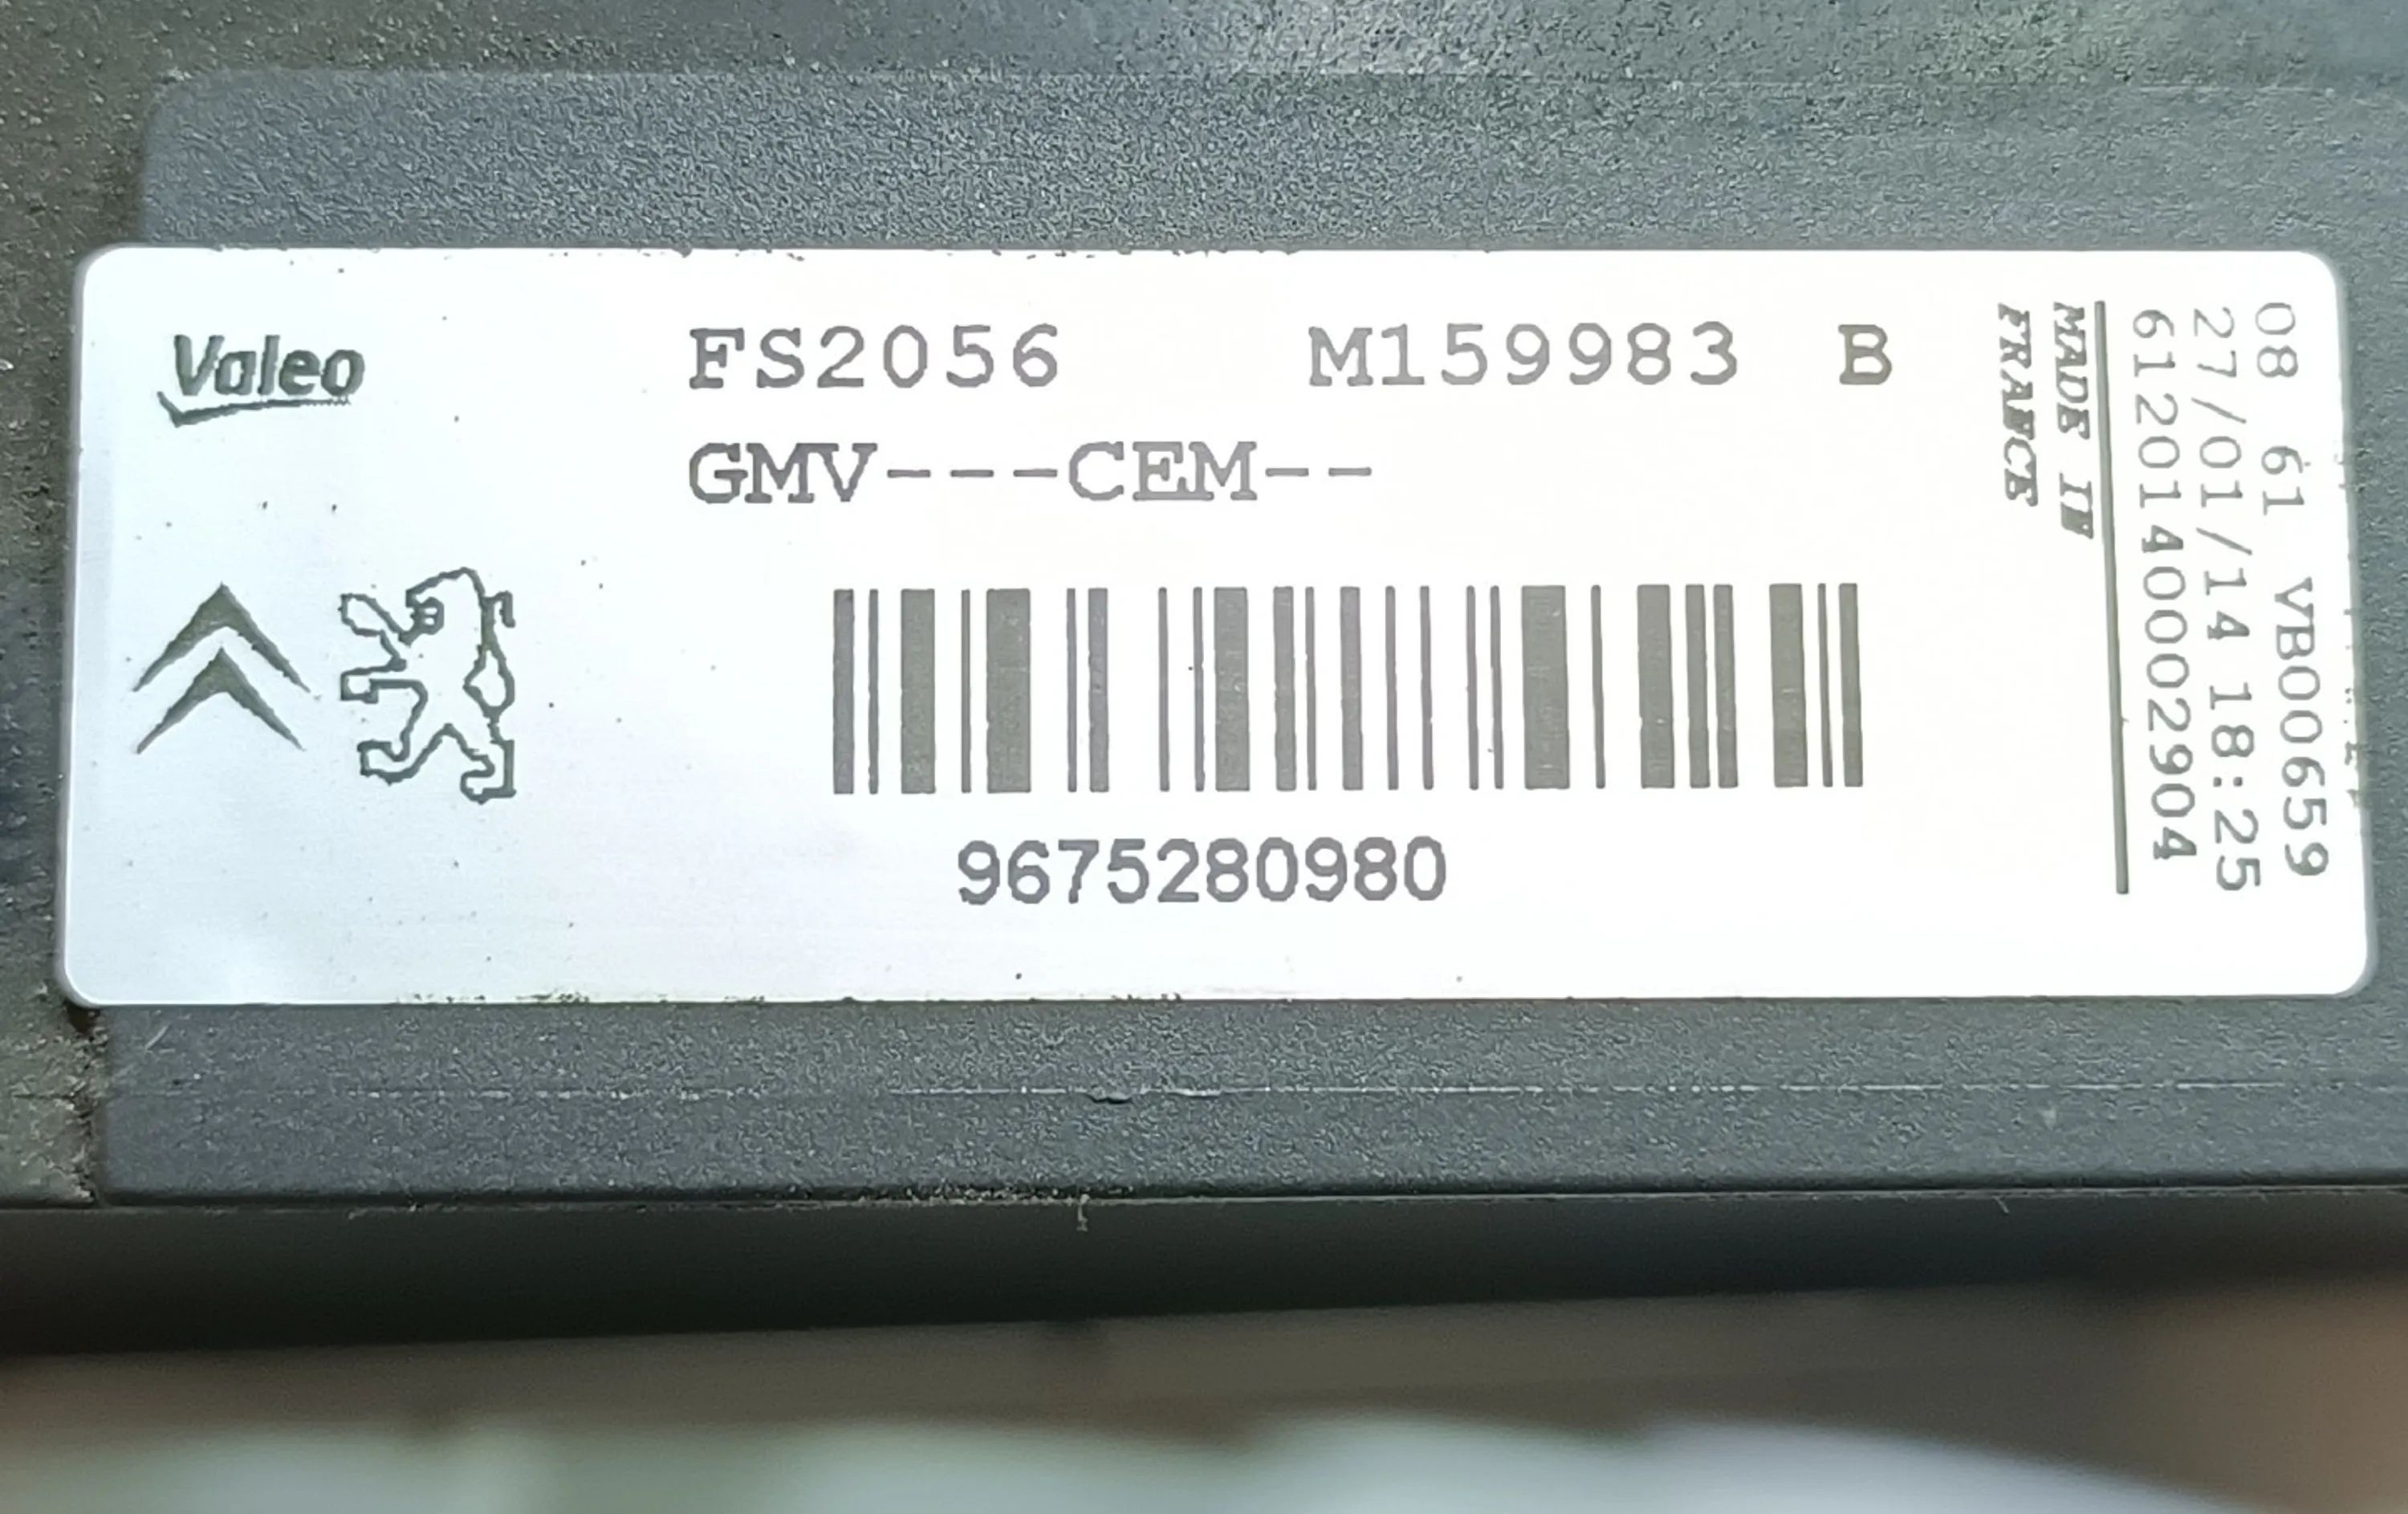 Valeo
FS2056 M159983 B
GMV---CEM--
9675280980
MADE IN
FRANCE
08 61 VB00659
27/01/14 18:25
6120140002904